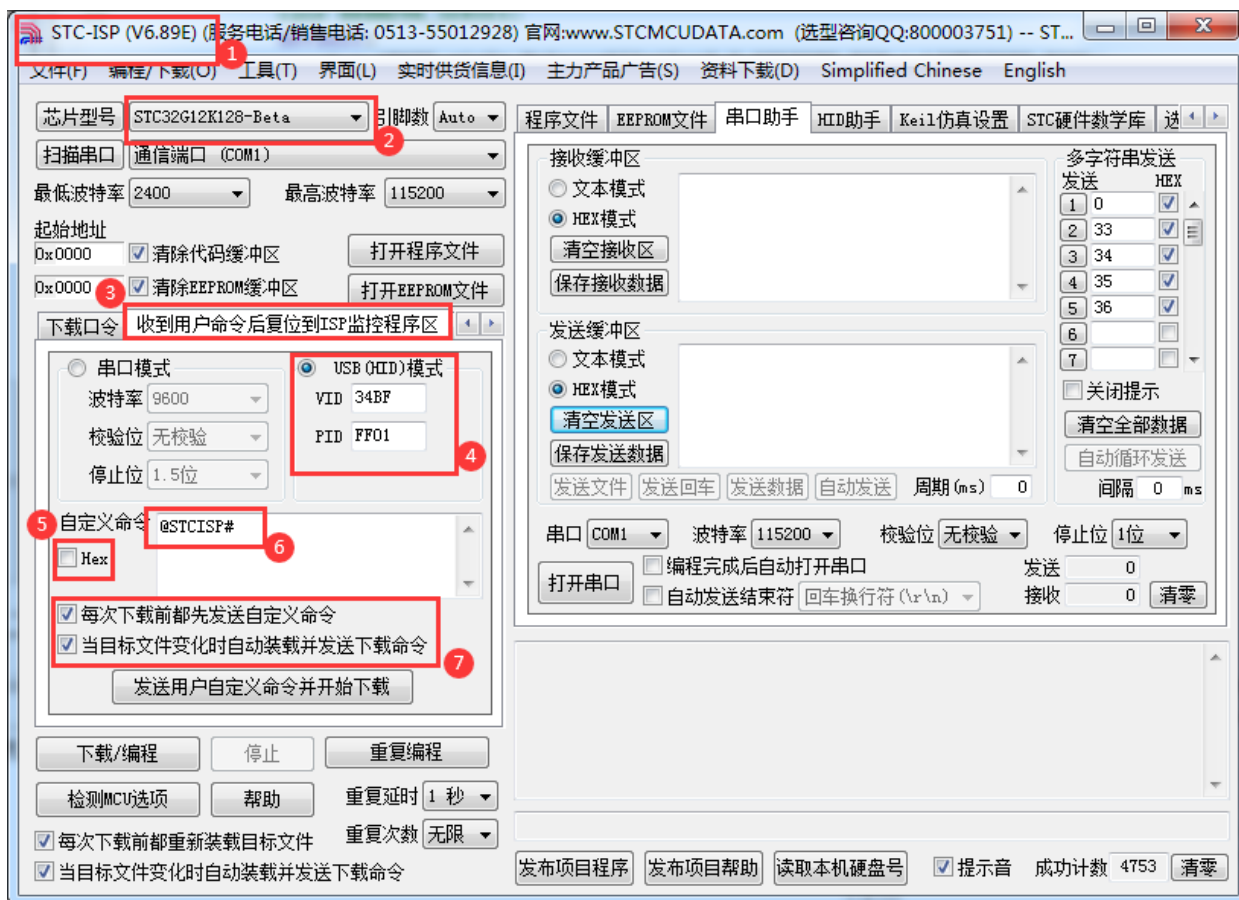 STC-ISP (V6.89E) (服务电话/销售电话: 0513-55012928) 官网:www.STCMCUDATA.com (选型咨询QQ:800003751) -- ST...
1
文件(F) 编程/下载(O) 工具(T) 界面(L) 实时供货信息(I) 主力产品广告(S) 资料下载(D) Simplified Chinese English
芯片型号 STC32G12K128-Beta 引脚数 Auto
2
扫描串口 通信端口 (COM1)
最低波特率 2400 最高波特率 115200
起始地址
0x0000 清除代码缓冲区 打开程序文件
0x0000 清除EEPROM缓冲区 打开EEPROM文件
3
下载口令 收到用户命令后复位到ISP监控程序区
串口模式 USB(HID)模式
波特率 9600 VID 34BF
校验位 无校验 PID FF01
4
停止位 1.5位
5
自定义命令 @STCISP#
6
Hex
每次下载前都先发送自定义命令
当目标文件变化时自动装载并发送下载命令
7
发送用户自定义命令并开始下载
下载/编程 停止 重复编程
检测MCU选项 帮助 重复延时 1 秒
每次下载前都重新装载目标文件 重复次数 无限
当目标文件变化时自动装载并发送下载命令
程序文件 EEPROM文件 串口助手 HID助手 Keil仿真设置 STC硬件数学库
接收缓冲区
文本模式
HEX模式
清空接收区
保存接收数据
发送缓冲区
文本模式
HEX模式
清空发送区
保存发送数据
发送文件 发送回车 发送数据 自动发送 周期(ms) 0
多字符串发送
发送 HEX
1 0
2 33
3 34
4 35
5 36
6
7
关闭提示
清空全部数据
自动循环发送
间隔 0 ms
串口 COM1 波特率 115200 校验位 无校验 停止位 1位
打开串口 编程完成后自动打开串口 发送 0
自动发送结束符 回车换行符(\r\n) 接收 0 清零
发布项目程序 发布项目帮助 读取本机硬盘号 提示音 成功计数 4753 清零